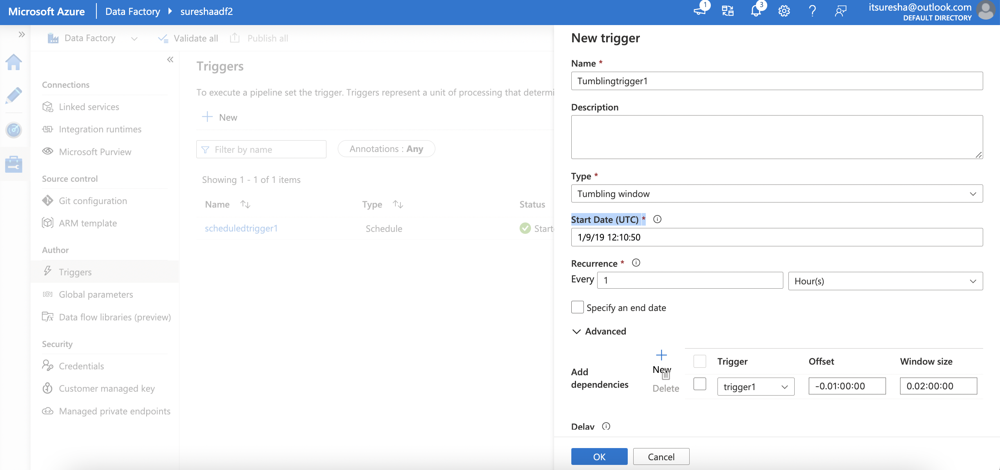 Microsoft Azure
Data Factory
sureshaadf2
1
3
itsuresha@outlook.com
DEFAULT DIRECTORY
Data Factory
Validate all
Publish all
Connections
Linked services
Integration runtimes
Microsoft Purview
Source control
Git configuration
ARM template
Author
Triggers
Global parameters
Data flow libraries (preview)
Security
Credentials
Customer managed key
Managed private endpoints
Triggers
To execute a pipeline set the trigger. Triggers represent a unit of processing that determi
New
Filter by name
Annotations : Any
Showing 1 - 1 of 1 items
Name Type Status
scheduledtrigger1 Schedule Starte
New trigger
Name *
Tumblingtrigger1
Description
Type *
Tumbling window
Start Date (UTC) *
1/9/19 12:10:50
Recurrence *
Every 1 Hour(s)
Specify an end date
Advanced
Add
dependencies
New
Delete
Trigger Offset Window size
trigger1 -0.01:00:00 0.02:00:00
Delay
OK Cancel